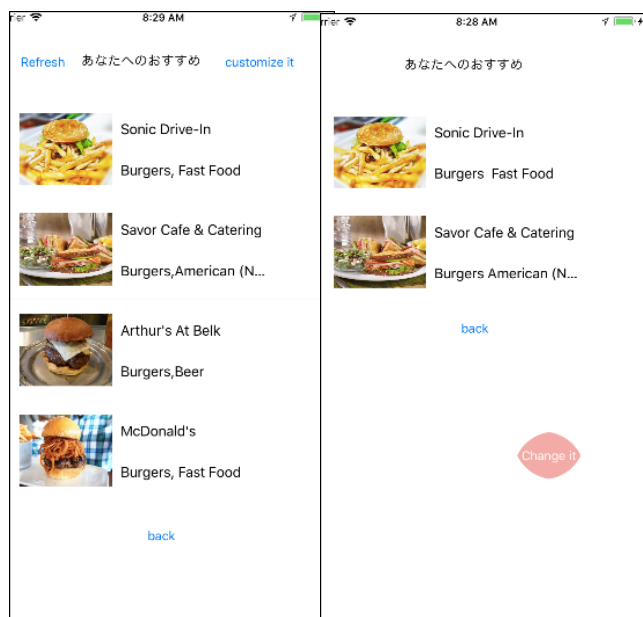 rier 8:29 AM
Refresh あなたへのおすすめ customize it
Sonic Drive-In
Burgers, Fast Food
Savor Cafe & Catering
Burgers,American (N...
Arthur's At Belk
Burgers,Beer
McDonald's
Burgers, Fast Food
back
rrier 8:28 AM
あなたへのおすすめ
Sonic Drive-In
Burgers Fast Food
Savor Cafe & Catering
Burgers American (N...
back
Change it